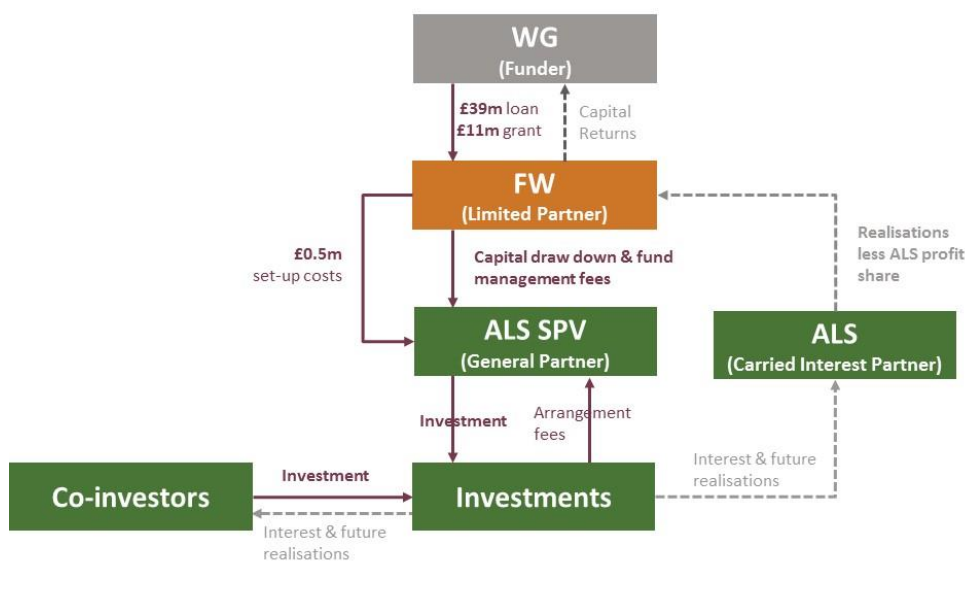 WG
(Funder)
£39m loan
£11m grant
Capital
Returns
FW
(Limited Partner)
£0.5m
set-up costs
Capital draw down & fund
management fees
Realisations
less ALS profit
share
ALS SPV
(General Partner)
ALS
(Carried Interest Partner)
Investment
Arrangement
fees
Interest & future
realisations
Co-investors
Investment
Investments
Interest & future
realisations